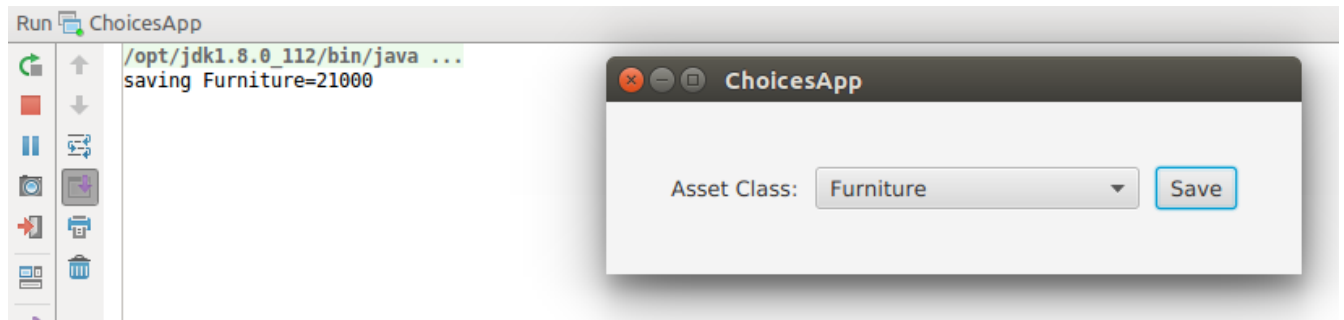 Run ChoicesApp
/opt/jdk1.8.0_112/bin/java ...
saving Furniture=21000
ChoicesApp
Asset Class: Furniture Save